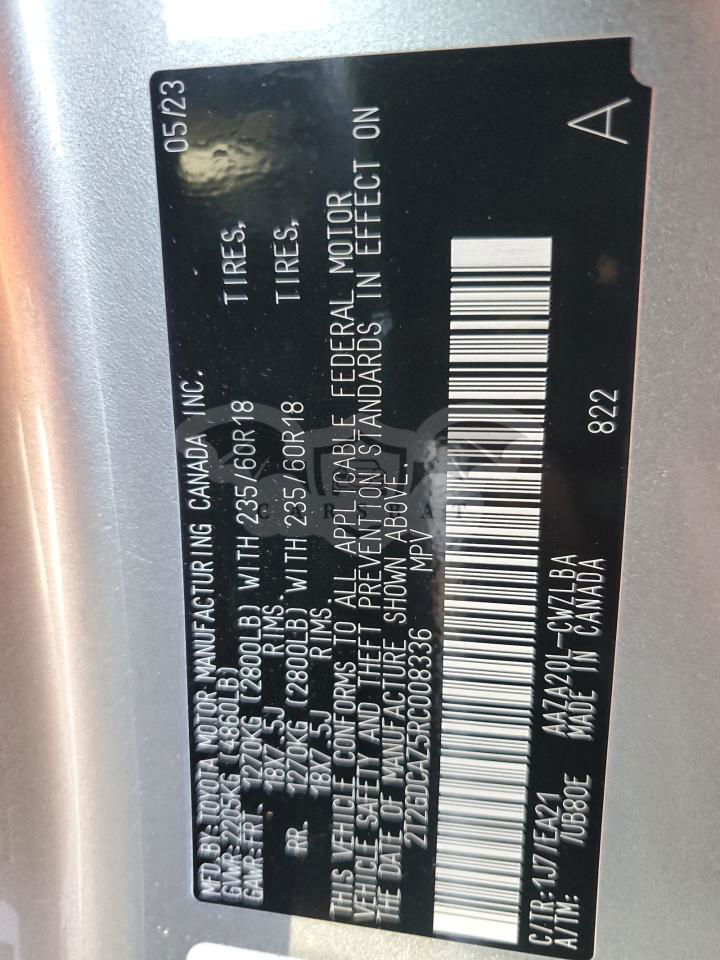 MFD.BY:TOYOTA MOTOR MANUFACTURING CANADA INC. 05/23
GVWR:2205KG (4860LB)
GAWR:FR. 1270KG (2800LB) WITH 235/60R18 TIRES,
18X7.5J RIMS,
RR. 1270KG (2800LB) WITH 235/60R18 TIRES,
18X7.5J RIMS.
THIS VEHICLE CONFORMS TO ALL APPLICABLE FEDERAL MOTOR
VEHICLE SAFETY AND THEFT PREVENTION STANDARDS IN EFFECT ON
THE DATE OF MANUFACTURE SHOWN ABOVE.
2T2GDCAZ5RC008336 MPV
A
C/TR:1J7/EA21 AAZA20L-CWZLBA 822
A/TM: /UB80E MADE IN CANADA